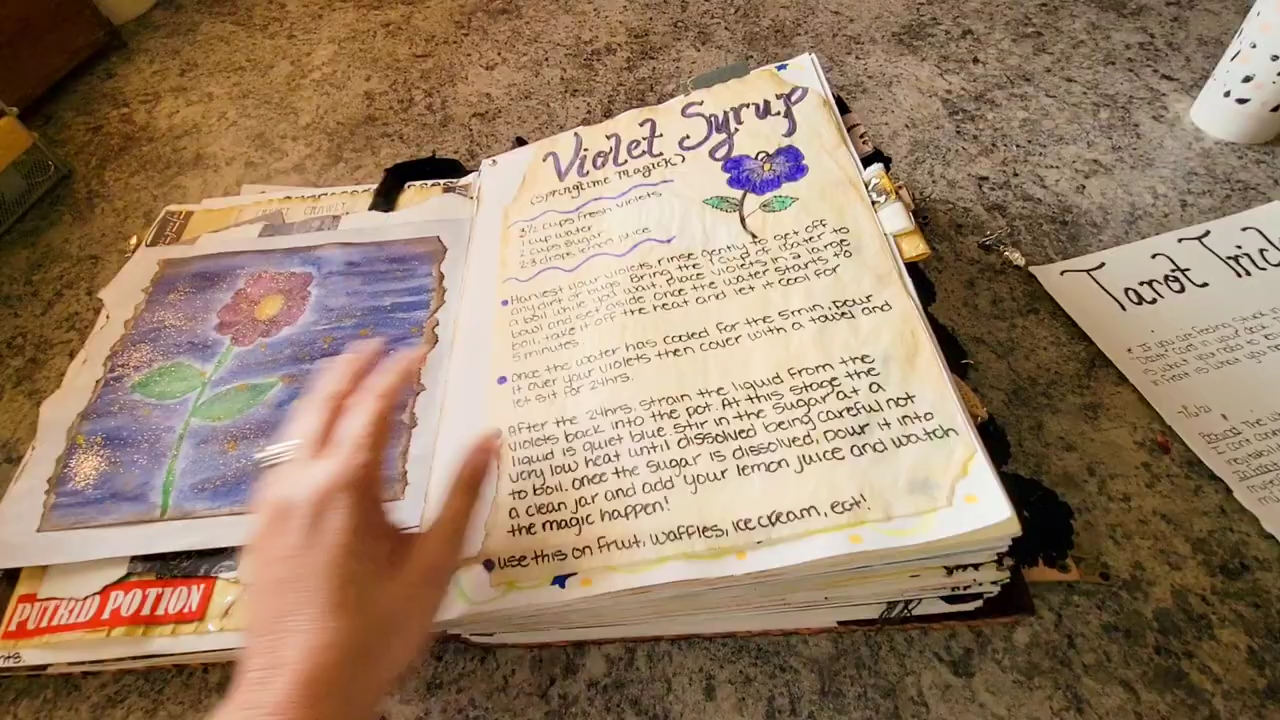 Violet Syrup
(Springtime Magick)
3½ cups fresh violets
1 cup water
2 cups sugar
2-3 drops lemon juice
Harvest your violets, rinse gently to get off
any dirt or bugs. Bring the 1 cup of water to
a boil while you wait. Place violets in a large
bowl and set aside once the water starts to
boil, take it off the heat and let it cool for
5 minutes.
once the water has cooled for the 5min, pour
it over your violets then cover with a towel and
let sit for 24hrs.
After the 24hrs, strain the liquid from the
violets back into the pot. At this stage the
liquid is quiet blue. Stir in the sugar at a
very low heat until dissolved being careful not
to boil. once the sugar is dissolved, pour it into
a clean jar and add your lemon juice and watch
the magic happen!
use this on fruit, waffles, ice cream, ect!
PUTRID POTION
nts.
Tarot Tric
If you are feeling stuck